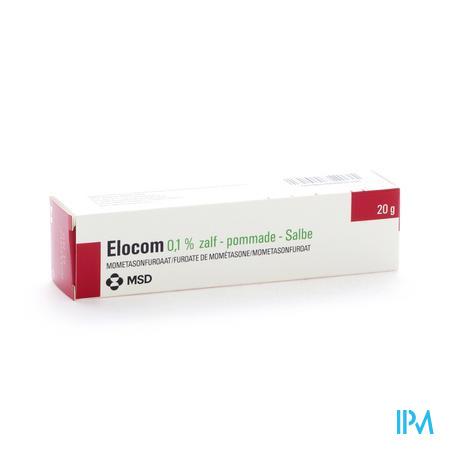 20 g
Elocom 0,1 % zalf - pommade - Salbe
MOMETASONFUROAAT/FUROATE DE MOMÉTASONE/MOMETASONFUROAT
MSD
IPM